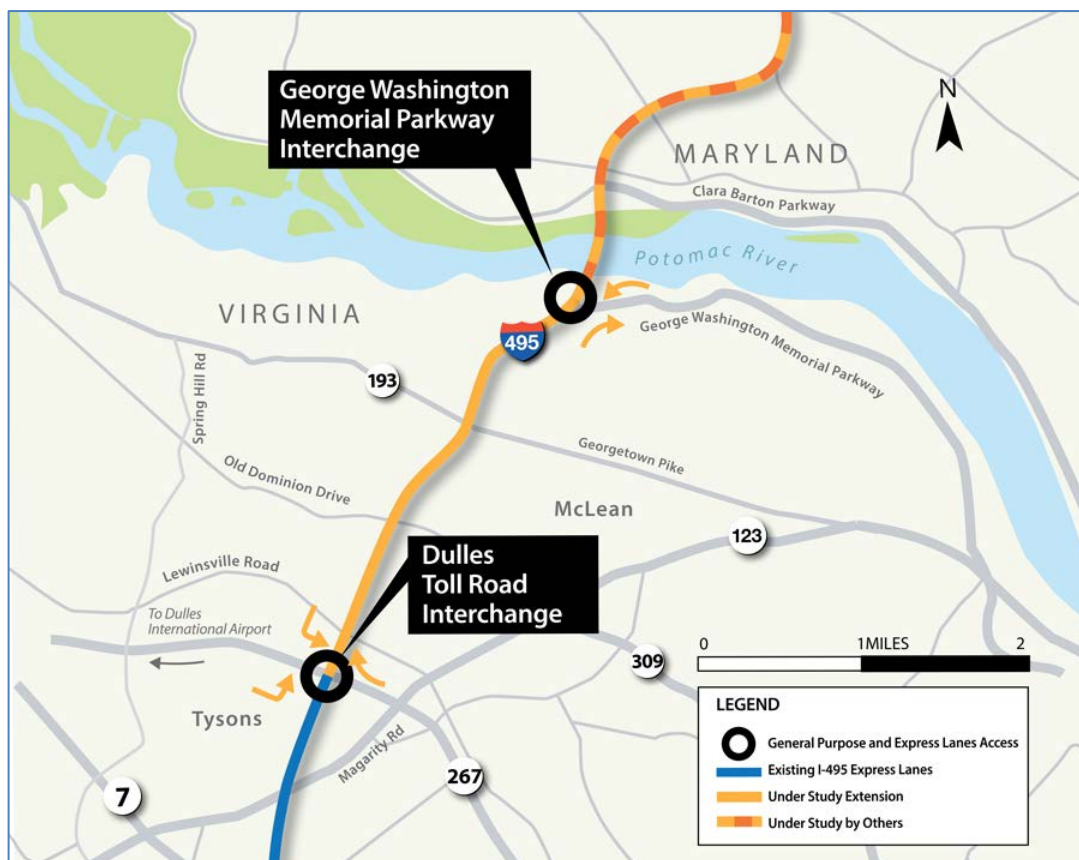 George Washington
Memorial Parkway
Interchange
N
MARYLAND
Clara Barton Parkway
Potomac River
VIRGINIA
495
George Washington Memorial Parkway
193
Spring Hill Rd
Georgetown Pike
Old Dominion Drive
McLean
123
Dulles
Toll Road
Interchange
Lewinsville Road
To Dulles
International Airport
309
Tysons
Magarity Rd
267
7
0 1 MILES 2
LEGEND
General Purpose and Express Lanes Access
Existing I-495 Express Lanes
Under Study Extension
Under Study by Others